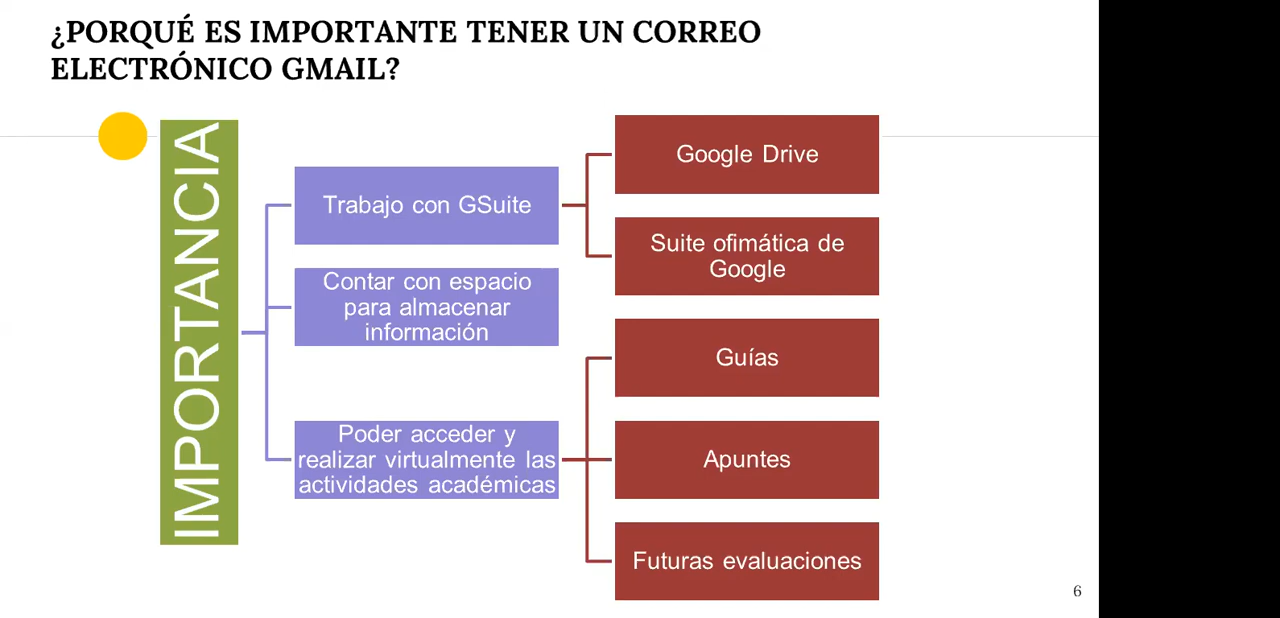 ¿PORQUÉ ES IMPORTANTE TENER UN CORREO
ELECTRÓNICO GMAIL?
IMPORTANCIA
Trabajo con GSuite
Google Drive
Suite ofimática de
Google
Contar con espacio
para almacenar
información
Poder acceder y
realizar virtualmente las
actividades académicas
Guías
Apuntes
Futuras evaluaciones
6